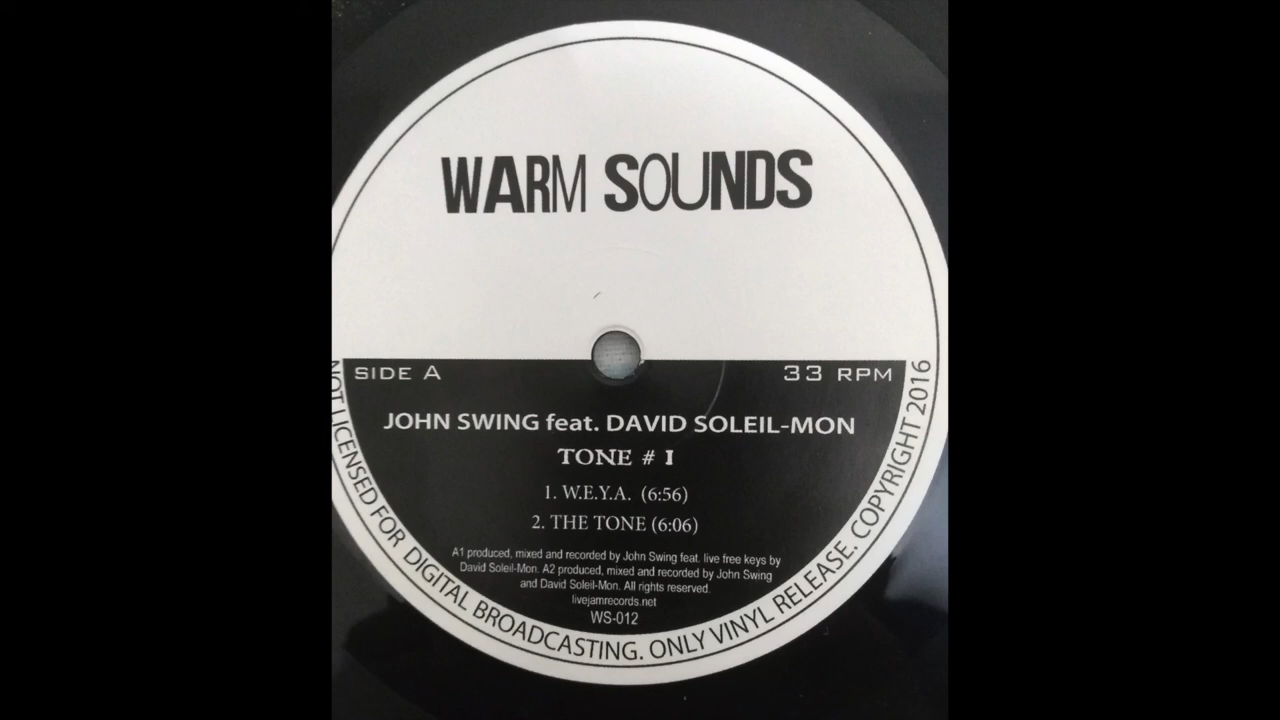 WARM SOUNDS
SIDE A
33 RPM
JOHN SWING feat. DAVID SOLEIL-MON
TONE # 1
1. W.E.Y.A. (6:56)
2. THE TONE (6:06)
A1 produced, mixed and recorded by John Swing feat. live free keys by
David Soleil-Mon. A2 produced, mixed and recorded by John Swing
and David Soleil-Mon. All rights reserved.
livejamrecords.net
WS-012
NOT LICENSED FOR DIGITAL BROADCASTING. ONLY VINYL RELEASE. COPYRIGHT 2016